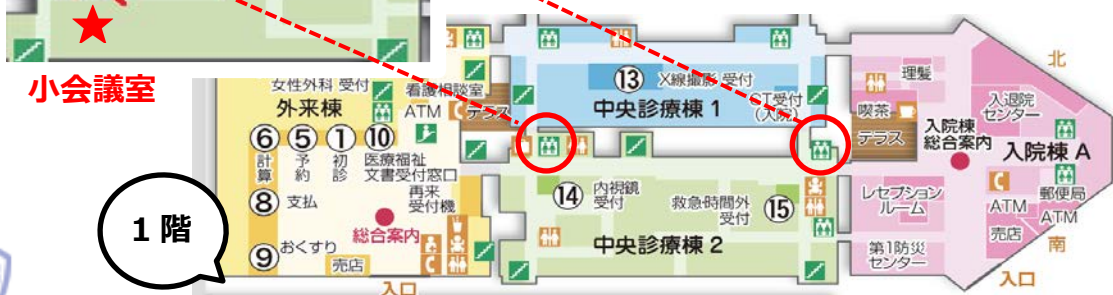 小会議室
1階
女性外科 受付
看護相談室
外来棟
ATM
テラス
⑥
計算
⑤
予約
①
初診
⑩
医療福祉
文書受付窓口
⑧
支払
再来
受付機
総合案内
⑨
おくすり
売店
入口
⑬
X線撮影 受付
CT受付
(入院)
中央診療棟 1
⑭
内視鏡
受付
救急・時間外
受付
⑮
中央診療棟 2
北
理髪
喫茶
テラス
入退院
センター
入院棟
総合案内
入院棟 A
レセプション
ルーム
ATM
郵便局
ATM
売店
南
第1防災
センター
入口